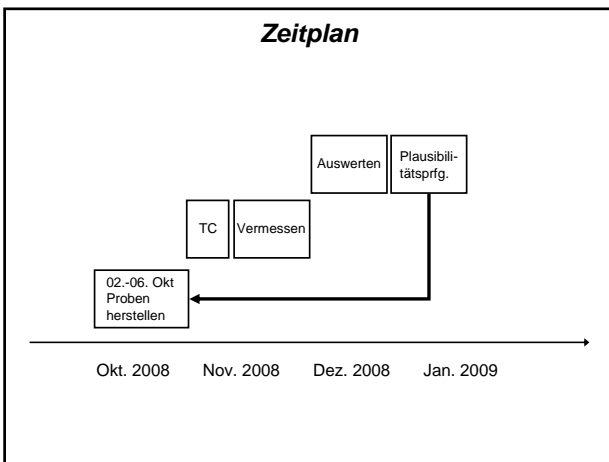 Zeitplan
Auswerten
Plausibili-
tätsprfg.
TC
Vermessen
02.-06. Okt
Proben
herstellen
Okt. 2008
Nov. 2008
Dez. 2008
Jan. 2009